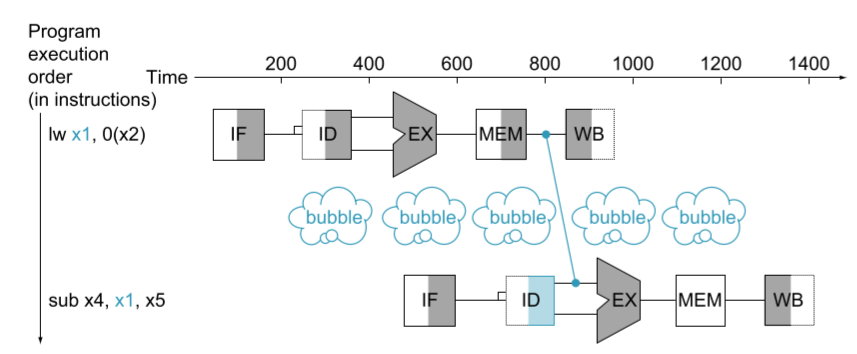 Program
execution
order
(in instructions)
Time
200 400 600 800 1000 1200 1400
lw x1, 0(x2)
IF ID EX MEM WB
bubble bubble bubble bubble bubble
sub x4, x1, x5
IF ID EX MEM WB